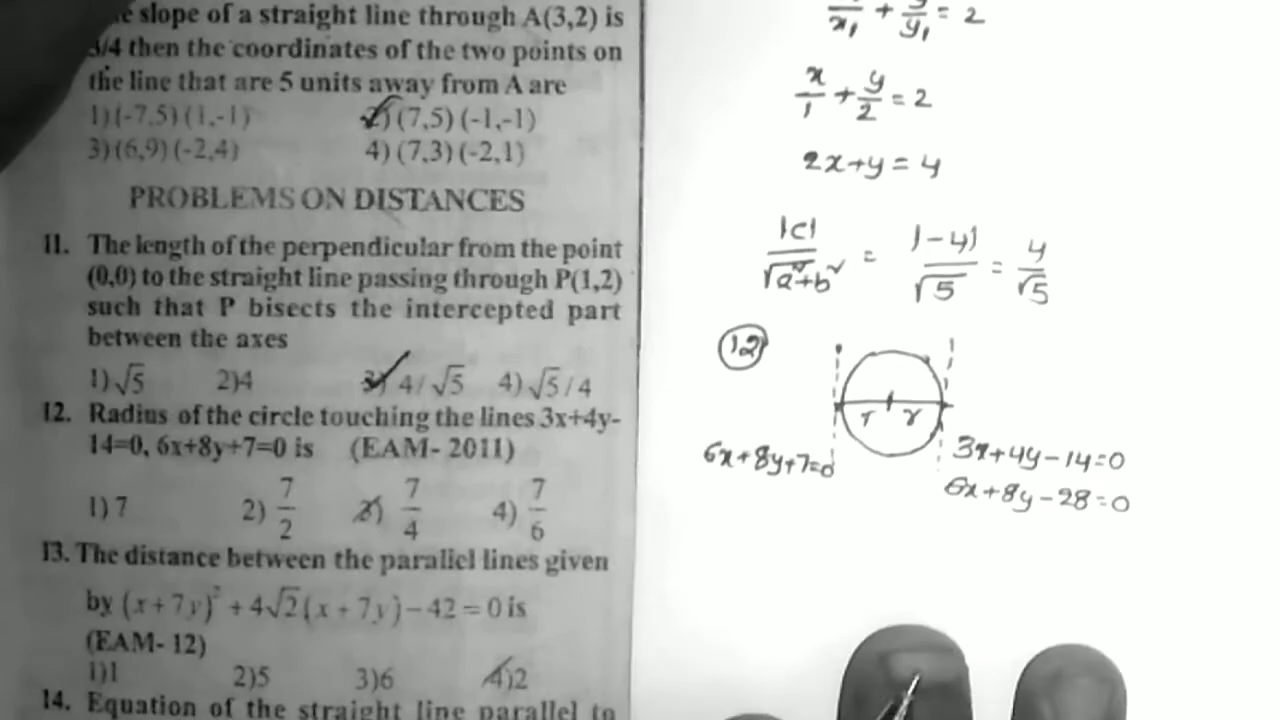 slope of a straight line through A(3,2) is
3/4 then the coordinates of the two points on
the line that are 5 units away from A are
1)(-7,5)(1,-1) 2)(7,5)(-1,-1)
3)(6,9)(-2,4) 4)(7,3)(-2,1)
PROBLEMS ON DISTANCES
11. The length of the perpendicular from the point
(0,0) to the straight line passing through P(1,2)
such that P bisects the intercepted part
between the axes
1)√5 2)4 3) 4/√5 4)√5/4
12. Radius of the circle touching the lines 3x+4y-
14=0, 6x+8y+7=0 is (EAM- 2011)
1) 7 2) 7/2 3) 7/4 4) 7/6
13. The distance between the parallel lines given
by (x+7y)²+4√2(x+7y)-42=0 is
(EAM- 12)
1)1 2)5 3)6 4)2
14. Equation of the straight line parallel to
x/x₁ + y/y₁ = 2
x/1 + y/2 = 2
2x+y=4
|c|/√a²+b² = |-4|/√5 = 4/√5
12
r r
6x+8y+7=0 3x+4y-14=0
6x+8y-28=0